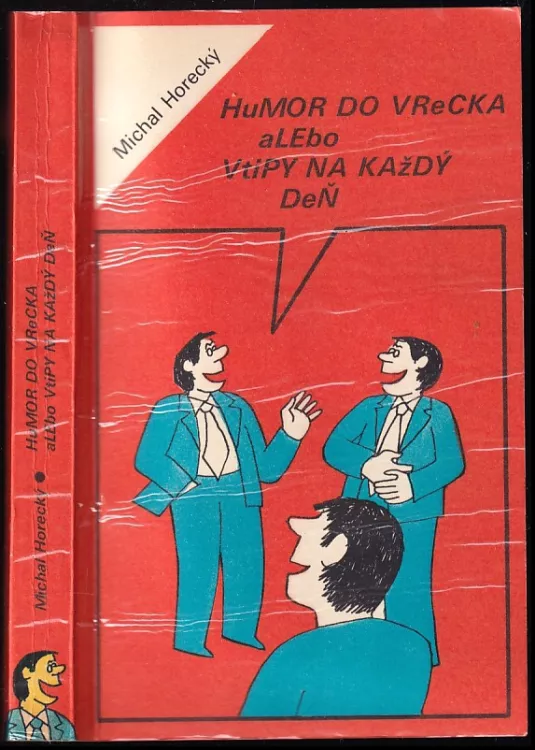 Michal Horecký
HuMOR DO VReCKA
aLEbo
VtiPY NA KAžDÝ
DeŇ
Michal Horecký ● HuMOR DO VReCKA
aLEbo VtiPY NA KAžDÝ DeŇ